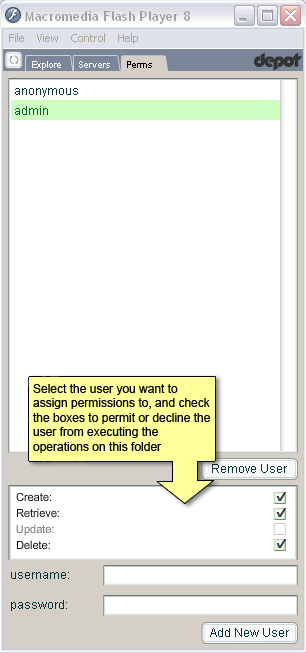 Macromedia Flash Player 8
File View Control Help
Explore Servers Perms depot
anonymous
admin
Select the user you want to
assign permissions to, and check
the boxes to permit or decline the
user from executing the
operations on this folder
Remove User
Create:
Retrieve:
Update:
Delete:
username:
password:
Add New User